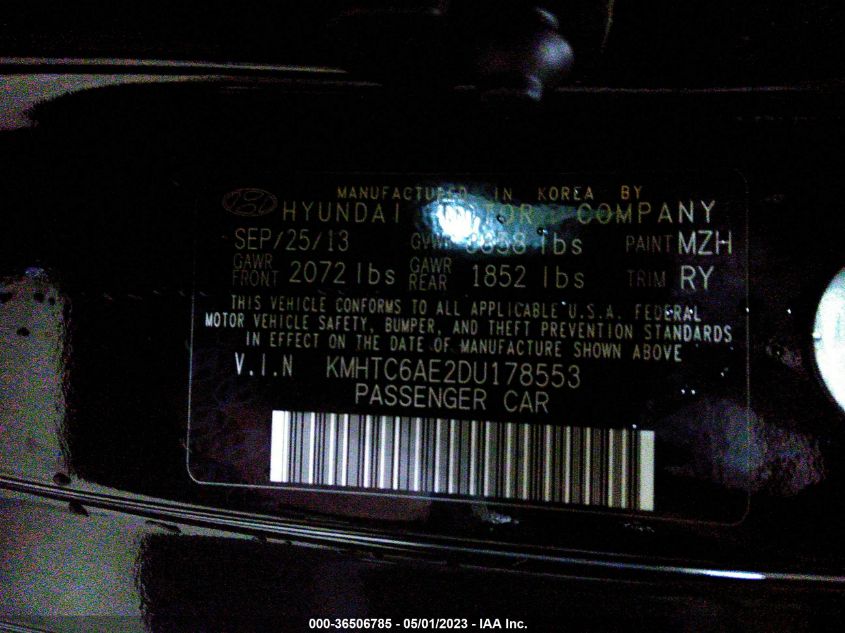 MANUFACTURED IN KOREA BY
HYUNDAI MOTOR COMPANY
SEP/25/13 GVWR lbs PAINT MZH
GAWR FRONT 2072 lbs GAWR REAR 1852 lbs TRIM RY
THIS VEHICLE CONFORMS TO ALL APPLICABLE U.S.A. FEDERAL
MOTOR VEHICLE SAFETY, BUMPER, AND THEFT PREVENTION STANDARDS
IN EFFECT ON THE DATE OF MANUFACTURE SHOWN ABOVE
V.I.N KMHTC6AE2DU178553
PASSENGER CAR
000-36506785 - 05/01/2023 - IAA Inc.